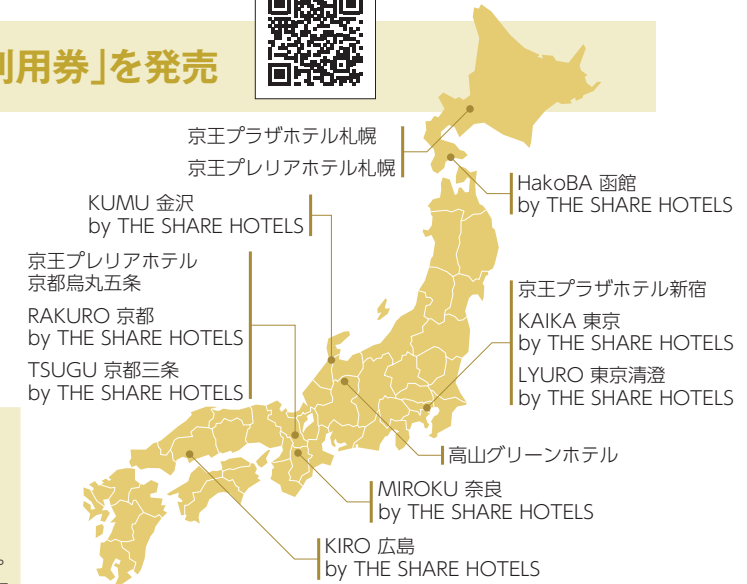 利用券」を発売
京王プラザホテル札幌
京王プレリアホテル札幌
HakoBA 函館
by THE SHARE HOTELS
KUMU 金沢
by THE SHARE HOTELS
京王プレリアホテル
京都烏丸五条
RAKURO 京都
by THE SHARE HOTELS
TSUGU 京都三条
by THE SHARE HOTELS
京王プラザホテル新宿
KAIKA 東京
by THE SHARE HOTELS
LYURO 東京清澄
by THE SHARE HOTELS
高山グリーンホテル
MIROKU 奈良
by THE SHARE HOTELS
KIRO 広島
by THE SHARE HOTELS
。